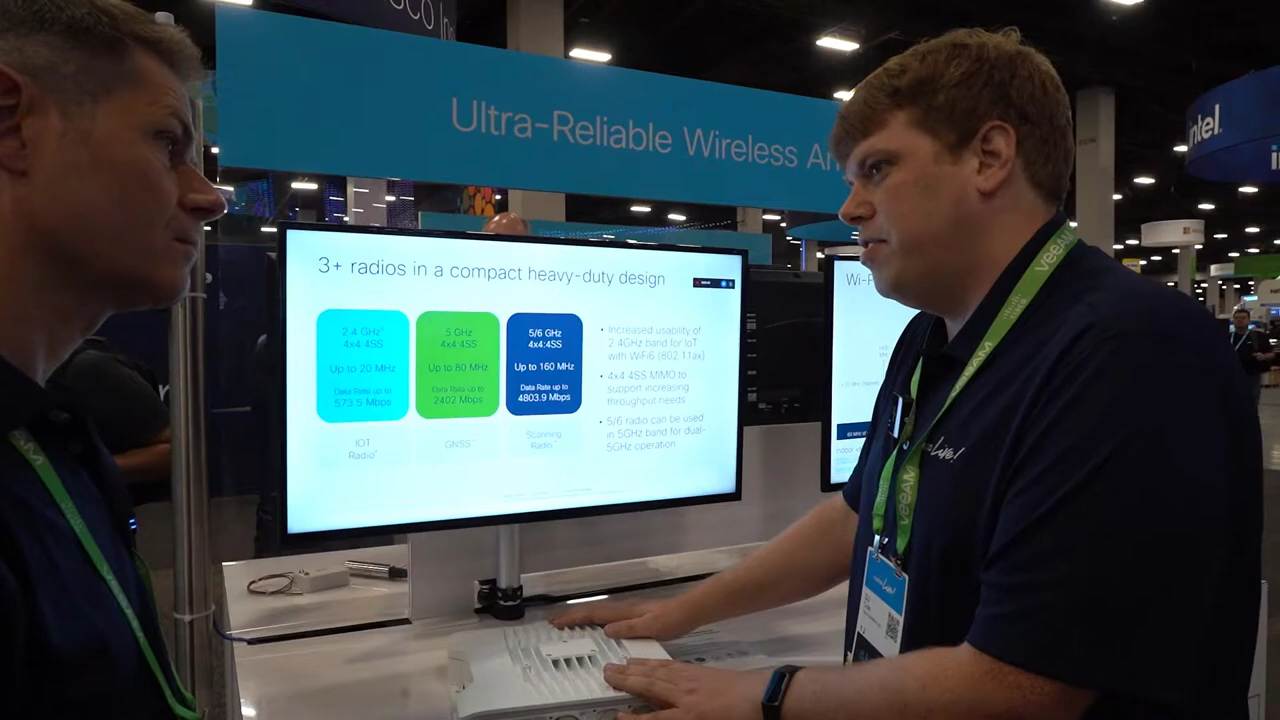 intel.
Ultra-Reliable Wireless
3+ radios in a compact heavy-duty design
2.4 GHz
4x4:4SS
Up to 20 MHz
Data Rate up to
573.5 Mbps
5 GHz
4x4:4SS
Up to 80 MHz
Data Rate up to
2402 Mbps
5/6 GHz
4x4:4SS
Up to 160 MHz
Data Rate up to
4803.9 Mbps
IOT
Radio
GNSS
Scanning
Radio
• Increased usability of
2.4GHz band for IoT
with WiFi6 (802.11ax)
• 4x4 4SS MIMO to
support increasing
throughput needs
• 5/6 radio can be used
in 5GHz band for dual-
5GHz operation
Wi-F
veeAM
veeAM
veeAM
Live!